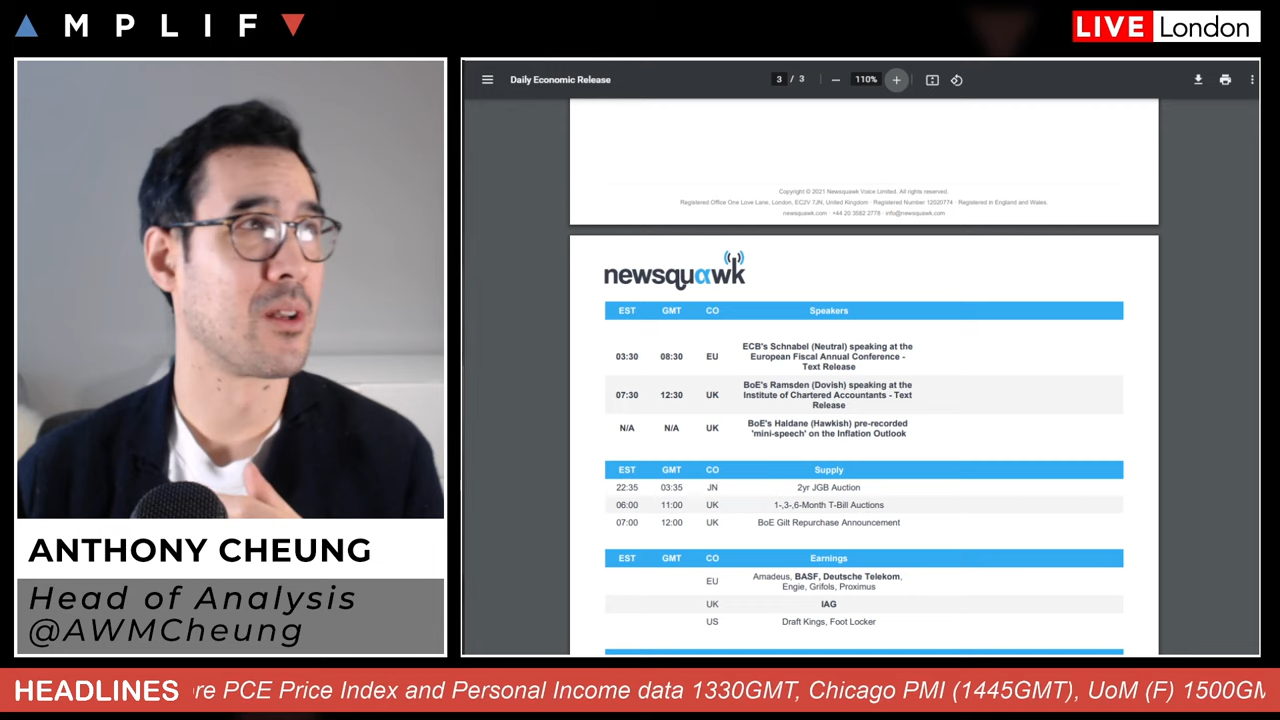 AMPLIFY
LIVE London
Daily Economic Release
3 / 3
110%
Copyright © 2021 Newsquawk Voice Limited. All rights reserved.
Registered Office One Love Lane, London, EC2V 7JN, United Kingdom · Registered Number 12020774 · Registered in England and Wales.
newsquawk.com · +44 20 3582 2778 · info@newsquawk.com
newsquawk
EST GMT CO Speakers
03:30 08:30 EU ECB's Schnabel (Neutral) speaking at the
European Fiscal Annual Conference -
Text Release
07:30 12:30 UK BoE's Ramsden (Dovish) speaking at the
Institute of Chartered Accountants - Text
Release
N/A N/A UK BoE's Haldane (Hawkish) pre-recorded
'mini-speech' on the Inflation Outlook
EST GMT CO Supply
22:35 03:35 JN 2yr JGB Auction
06:00 11:00 UK 1-,3-,6-Month T-Bill Auctions
07:00 12:00 UK BoE Gilt Repurchase Announcement
EST GMT CO Earnings
EU Amadeus, BASF, Deutsche Telekom,
Engie, Grifols, Proximus
UK IAG
US Draft Kings, Foot Locker
ANTHONY CHEUNG
Head of Analysis
@AWMCheung
HEADLINES re PCE Price Index and Personal Income data 1330GMT, Chicago PMI (1445GMT), UoM (F) 1500GM